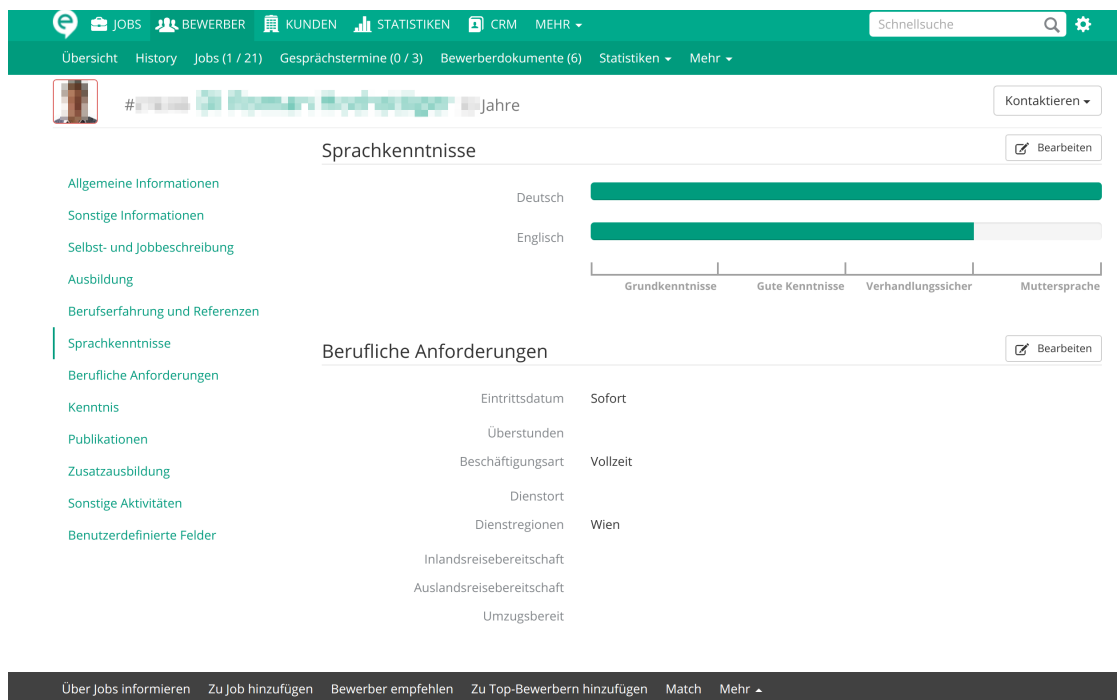 JOBS BEWERBER KUNDEN STATISTIKEN CRM MEHR Schnellsuche
Übersicht History Jobs (1 / 21) Gesprächstermine (0 / 3) Bewerberdokumente (6) Statistiken Mehr
# Jahre Kontaktieren
Sprachkenntnisse Bearbeiten
Allgemeine Informationen
Sonstige Informationen
Selbst- und Jobbeschreibung
Ausbildung
Berufserfahrung und Referenzen
Sprachkenntnisse
Berufliche Anforderungen
Kenntnis
Publikationen
Zusatzausbildung
Sonstige Aktivitäten
Benutzerdefinierte Felder
Deutsch
Englisch
Grundkenntnisse Gute Kenntnisse Verhandlungssicher Muttersprache
Berufliche Anforderungen Bearbeiten
Eintrittsdatum Sofort
Überstunden
Beschäftigungsart Vollzeit
Dienstort
Dienstregionen Wien
Inlandsreisebereitschaft
Auslandsreisebereitschaft
Umzugsbereit
Über Jobs informieren Zu Job hinzufügen Bewerber empfehlen Zu Top-Bewerbern hinzufügen Match Mehr